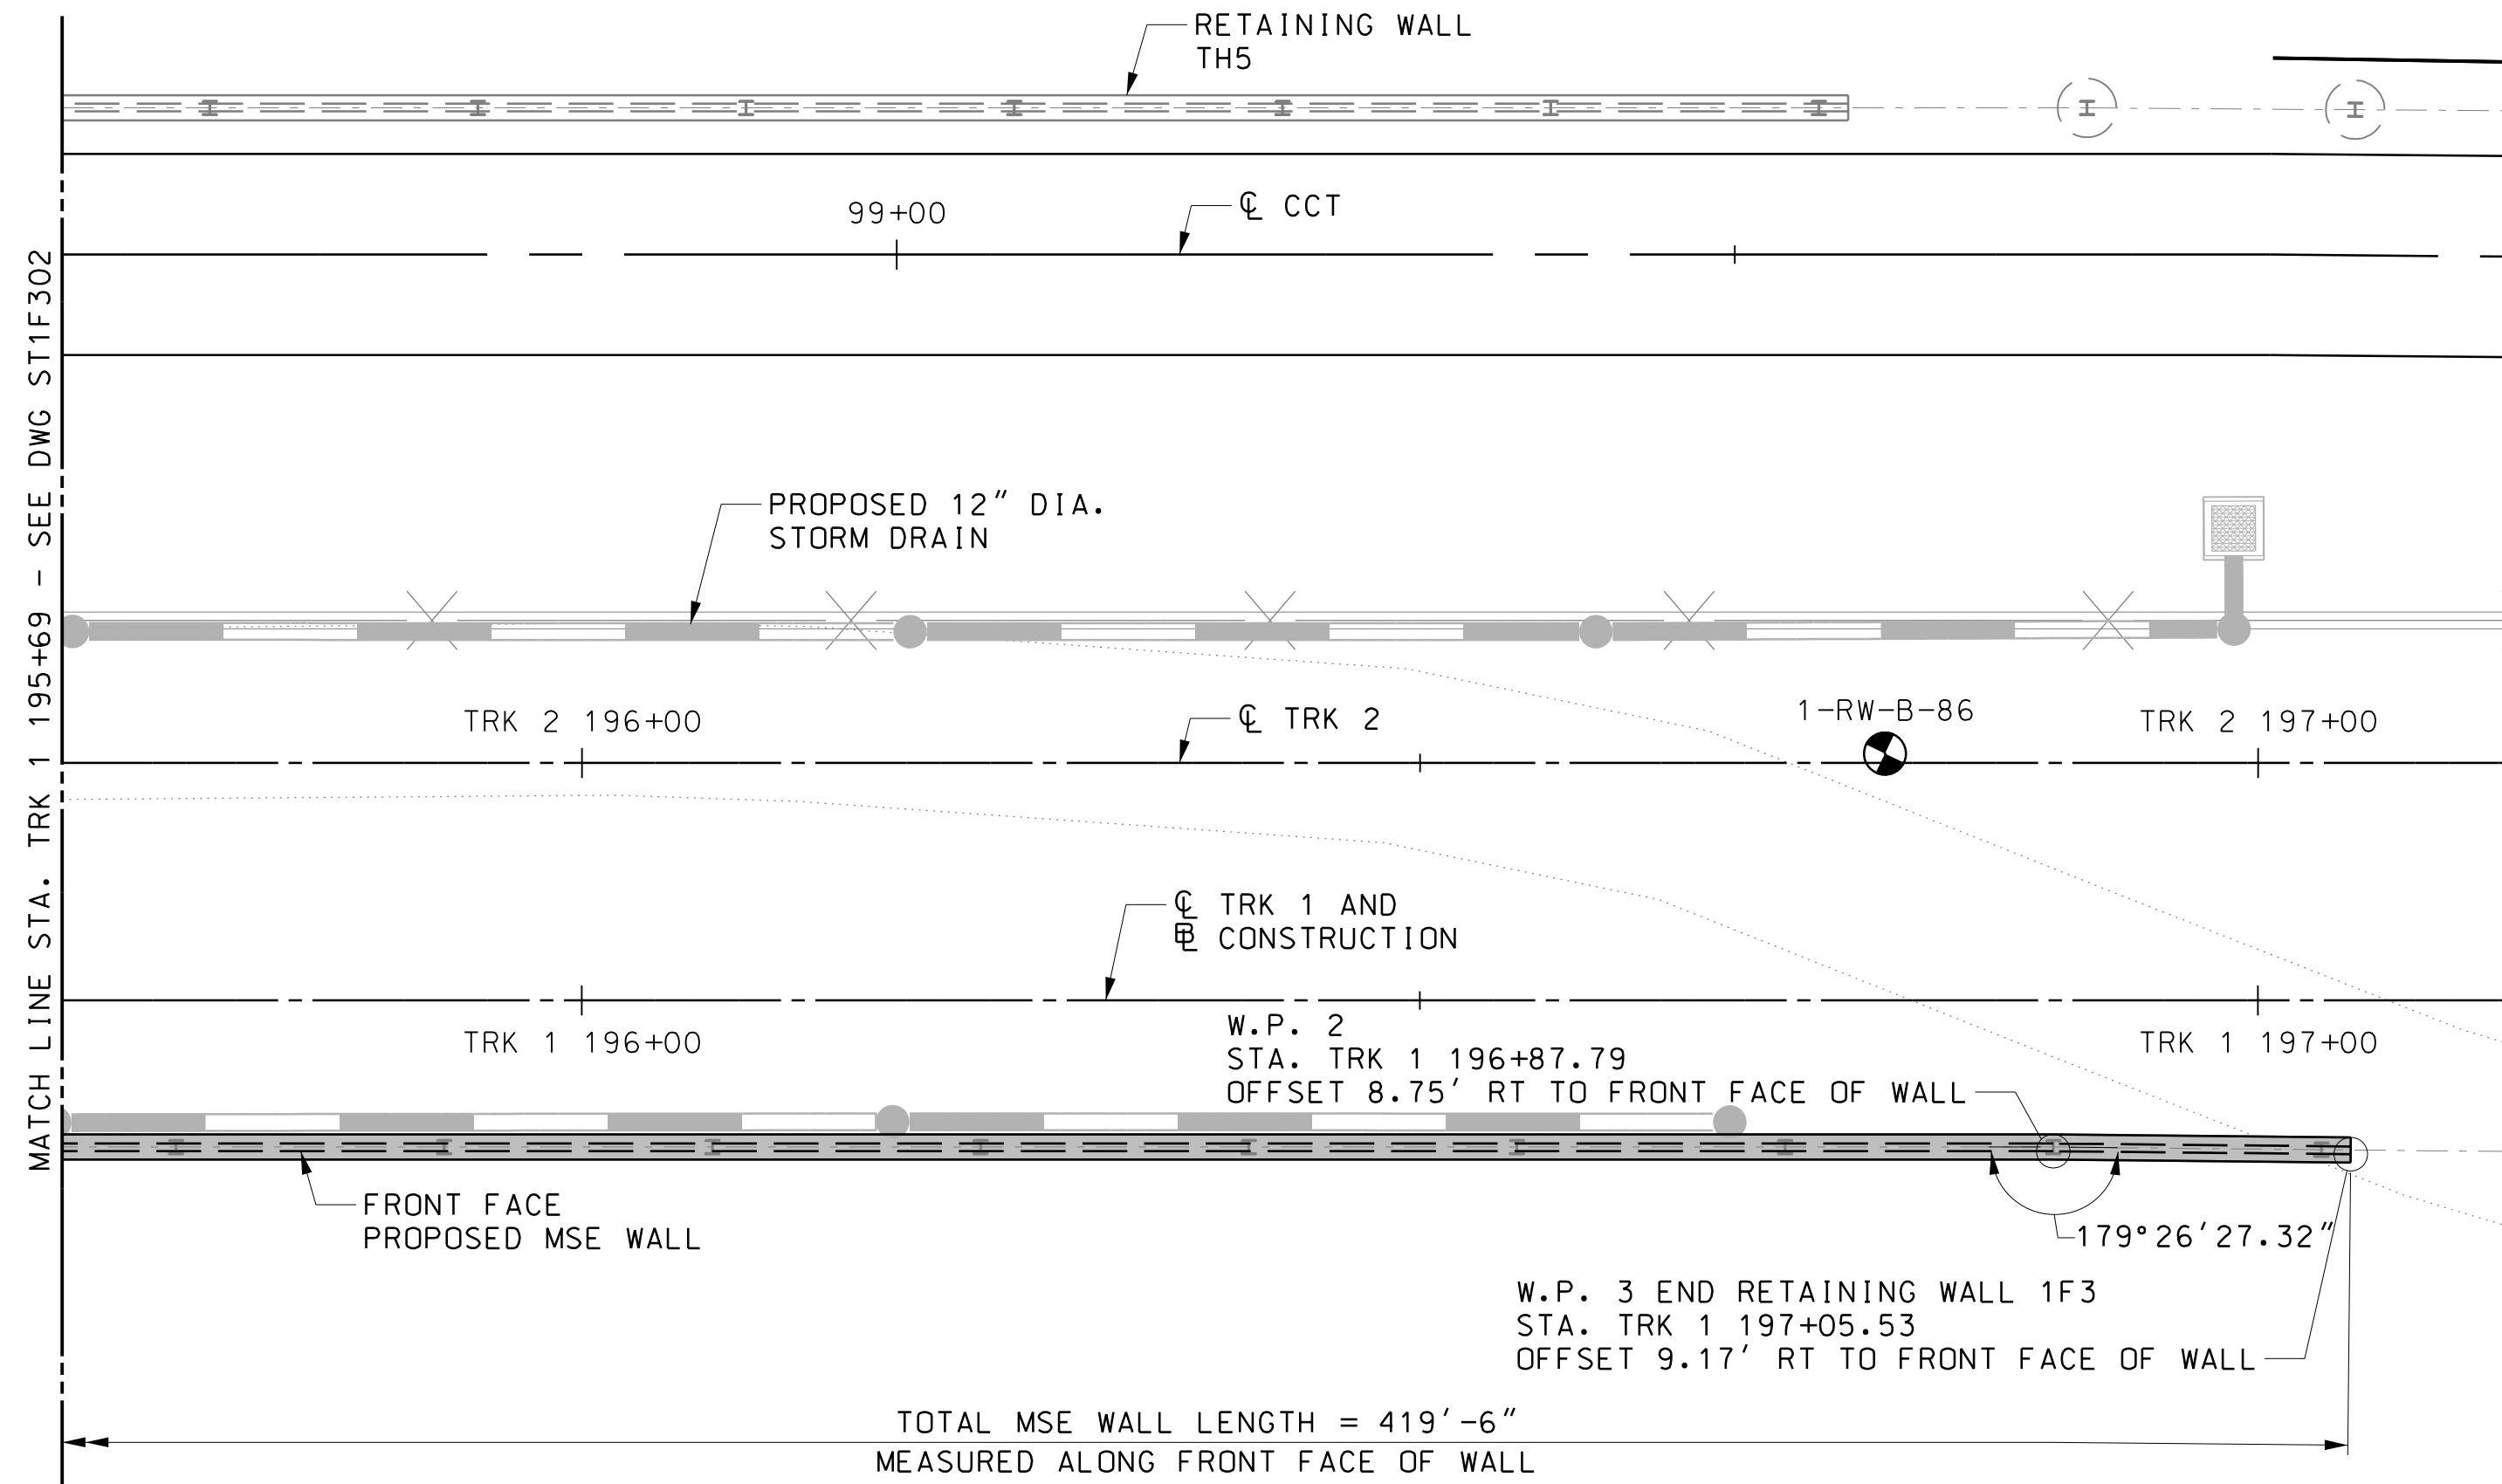 RETAINING WALL
TH5
99+00
℄ CCT
MATCH LINE STA. TRK 1 195+69 - SEE DWG ST1F302
PROPOSED 12" DIA.
STORM DRAIN
TRK 2 196+00
℄ TRK 2
1-RW-B-86
TRK 2 197+00
℄ TRK 1 AND
BL CONSTRUCTION
TRK 1 196+00
W.P. 2
STA. TRK 1 196+87.79
OFFSET 8.75' RT TO FRONT FACE OF WALL
TRK 1 197+00
FRONT FACE
PROPOSED MSE WALL
179°26'27.32"
W.P. 3 END RETAINING WALL 1F3
STA. TRK 1 197+05.53
OFFSET 9.17' RT TO FRONT FACE OF WALL
TOTAL MSE WALL LENGTH = 419'-6"
MEASURED ALONG FRONT FACE OF WALL